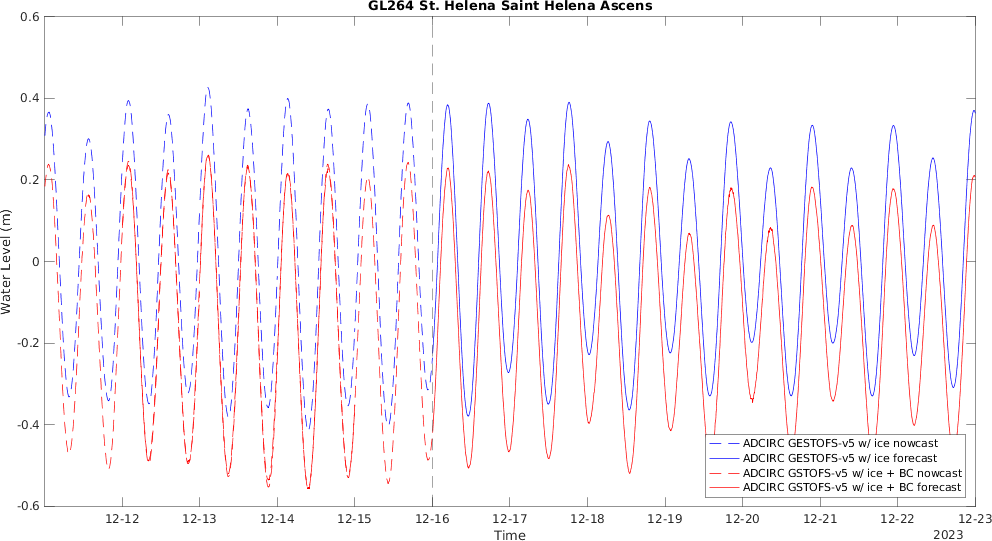 GL264 St. Helena Saint Helena Ascens
0.6
0.4
0.2
0
-0.2
-0.4
-0.6
Water Level (m)
ADCIRC GESTOFS-v5 w/ ice nowcast
ADCIRC GESTOFS-v5 w/ ice forecast
ADCIRC GSTOFS-v5 w/ ice + BC nowcast
ADCIRC GSTOFS-v5 w/ ice + BC forecast
12-12 12-13 12-14 12-15 12-16 12-17 12-18 12-19 12-20 12-21 12-22 12-23
Time
2023